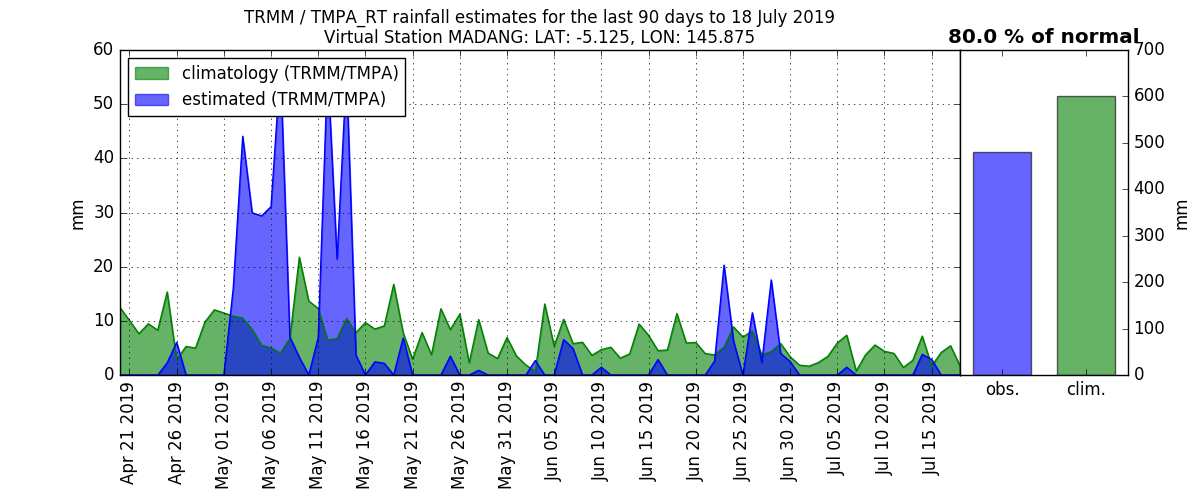 TRMM / TMPA_RT rainfall estimates for the last 90 days to 18 July 2019
Virtual Station MADANG: LAT: -5.125, LON: 145.875
80.0 % of normal
climatology (TRMM/TMPA)
estimated (TRMM/TMPA)
60
50
40
30
20
10
0
mm
Apr 21 2019
Apr 26 2019
May 01 2019
May 06 2019
May 11 2019
May 16 2019
May 21 2019
May 26 2019
May 31 2019
Jun 05 2019
Jun 10 2019
Jun 15 2019
Jun 20 2019
Jun 25 2019
Jun 30 2019
Jul 05 2019
Jul 10 2019
Jul 15 2019
obs.
clim.
700
600
500
400
300
200
100
0
mm